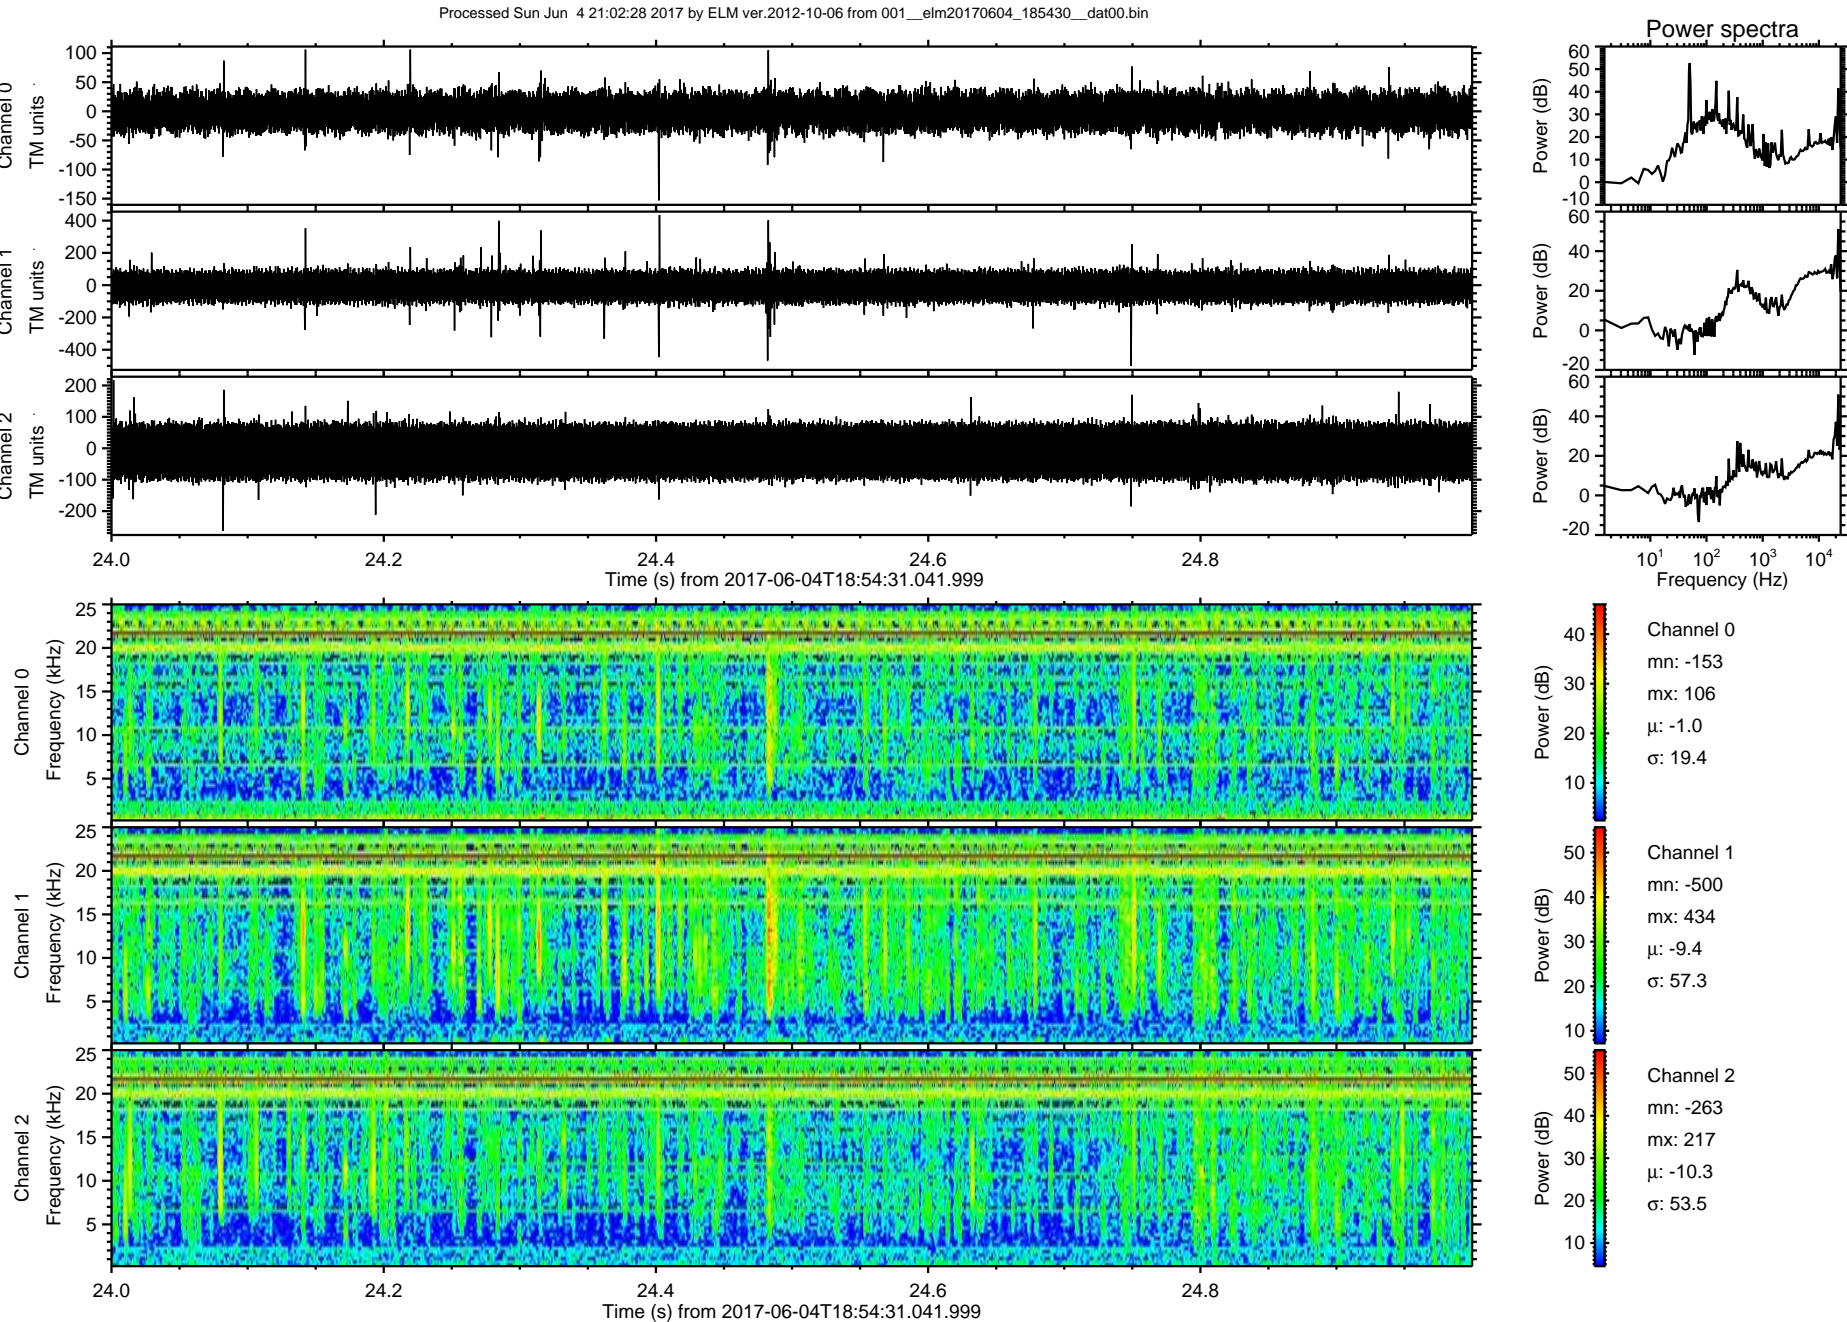 Processed Sun Jun 4 21:02:28 2017 by ELM ver.2012-10-06 from 001__elm20170604_185430__dat00.bin
Power spectra
Channel 0
TM units
100
50
0
-50
-100
-150
Power (dB)
60
50
40
30
20
10
0
-10
Channel 1
TM units
400
200
0
-200
-400
Power (dB)
60
40
20
0
-20
Channel 2
TM units
200
100
0
-100
-200
Power (dB)
60
40
20
0
-20
24.0 24.2 24.4 24.6 24.8
Time (s) from 2017-06-04T18:54:31.041.999
10¹ 10² 10³ 10⁴
Frequency (Hz)
Channel 0
Frequency (kHz)
25
20
15
10
5
Power (dB)
40
30
20
10
Channel 0
mn: -153
mx: 106
μ: -1.0
σ: 19.4
Channel 1
Frequency (kHz)
25
20
15
10
5
Power (dB)
50
40
30
20
10
Channel 1
mn: -500
mx: 434
μ: -9.4
σ: 57.3
Channel 2
Frequency (kHz)
25
20
15
10
5
Power (dB)
50
40
30
20
10
Channel 2
mn: -263
mx: 217
μ: -10.3
σ: 53.5
24.0 24.2 24.4 24.6 24.8
Time (s) from 2017-06-04T18:54:31.041.999